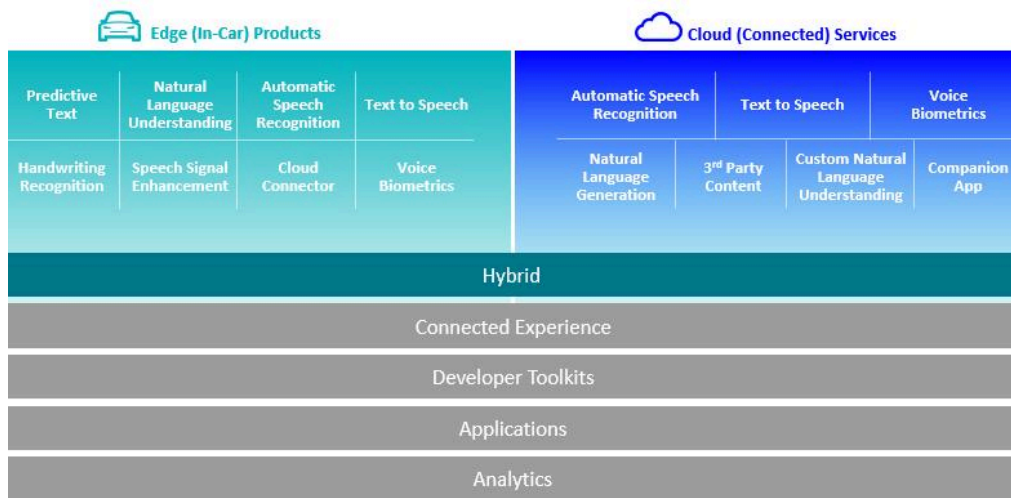 Edge (In-Car) Products
Cloud (Connected) Services
Predictive
Text
Natural
Language
Understanding
Automatic
Speech
Recognition
Text to Speech
Handwriting
Recognition
Speech Signal
Enhancement
Cloud
Connector
Voice
Biometrics
Automatic Speech
Recognition
Text to Speech
Voice
Biometrics
Natural
Language
Generation
3rd Party
Content
Custom Natural
Language
Understanding
Companion
App
Hybrid
Connected Experience
Developer Toolkits
Applications
Analytics